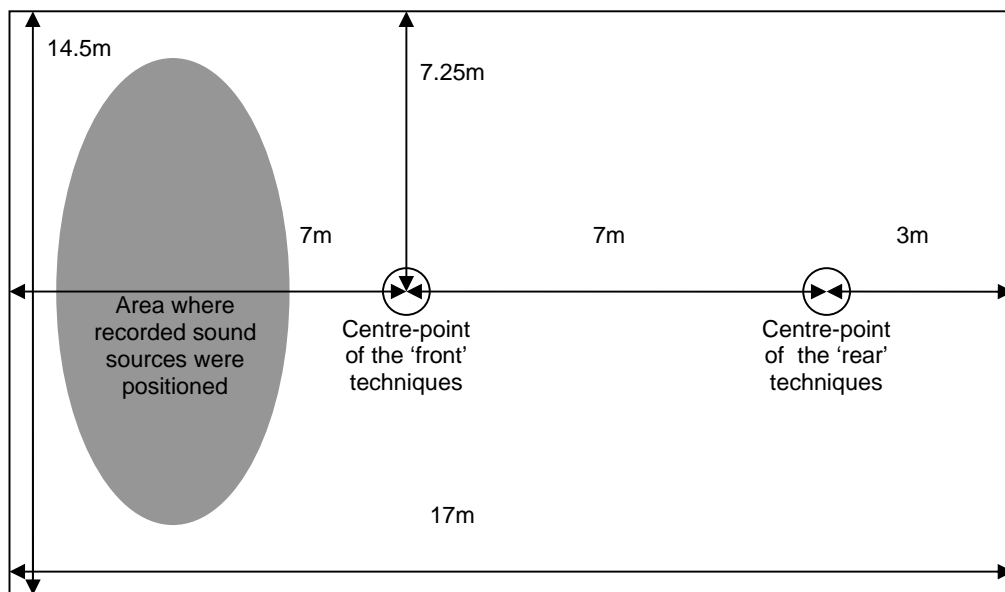 14.5m
7.25m
7m
7m
3m
Area where
recorded sound
sources were
positioned
Centre-point
of the ‘front’
techniques
Centre-point
of the ‘rear’
techniques
17m